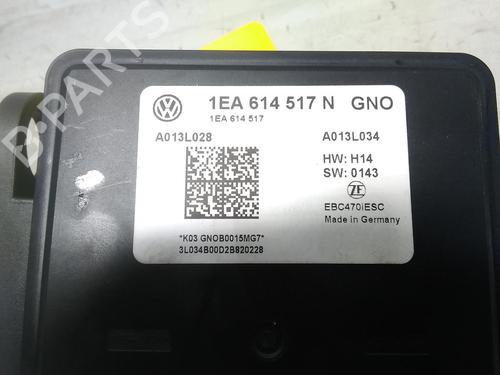 1EA 614 517 N GNO
1EA 614 517
A013L028 A013L034
HW: H14
SW: 0143
ZF
EBC470iESC
Made in Germany
*K03 GNOB0015MG7*
3L034B00D2B820228